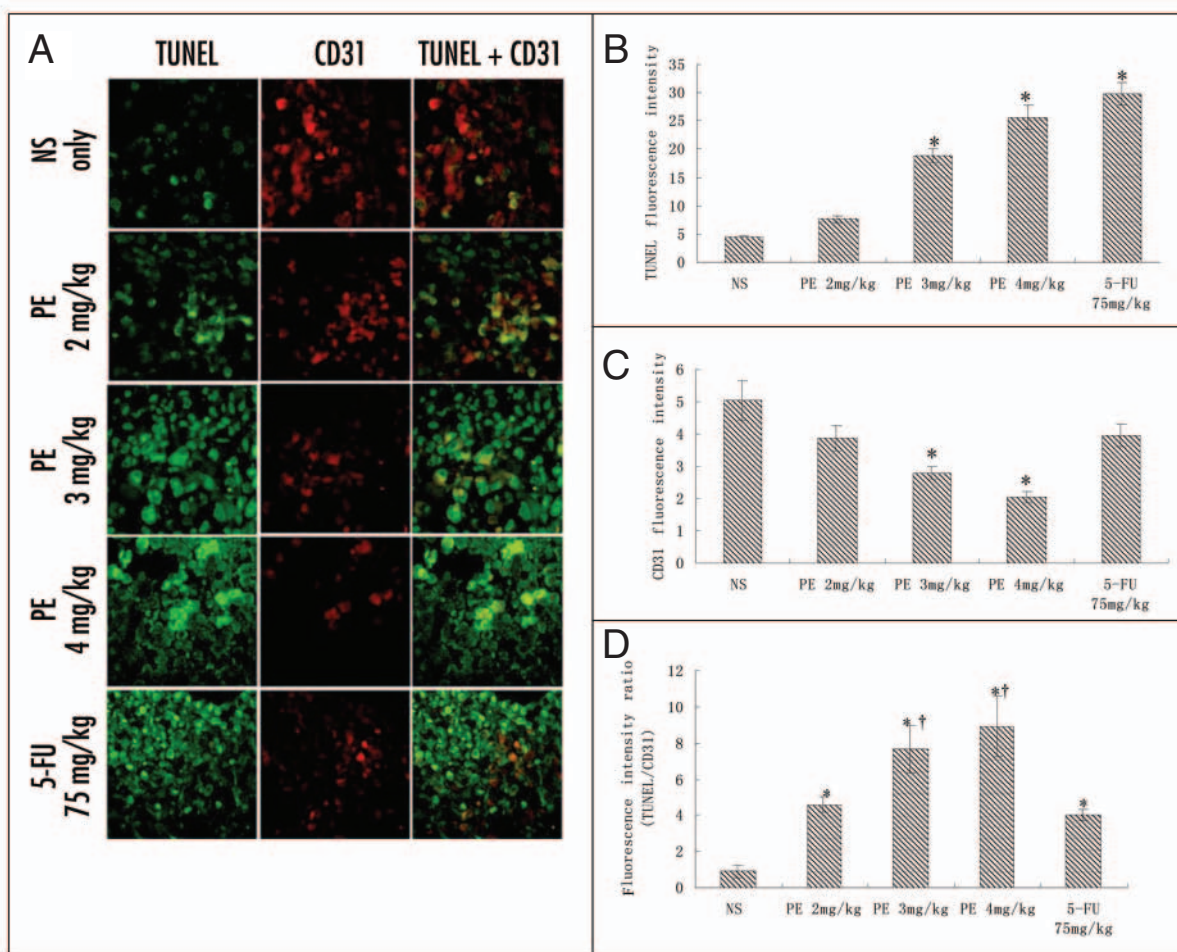 A
TUNEL CD31 TUNEL + CD31
NS
only
PE
2 mg/kg
PE
3 mg/kg
PE
4 mg/kg
5-FU
75 mg/kg
B
TUNEL fluorescence intensity
35
30
25
20
15
10
5
0
* * *
NS PE 2mg/kg PE 3mg/kg PE 4mg/kg 5-FU
75mg/kg
C
CD31 fluorescence intensity
6
5
4
3
2
1
0
* *
NS PE 2mg/kg PE 3mg/kg PE 4mg/kg 5-FU
75mg/kg
D
Fluorescence intensity ratio
(TUNEL/CD31)
12
10
8
6
4
2
0
* *† *† *
NS PE 2mg/kg PE 3mg/kg PE 4mg/kg 5-FU
75mg/kg